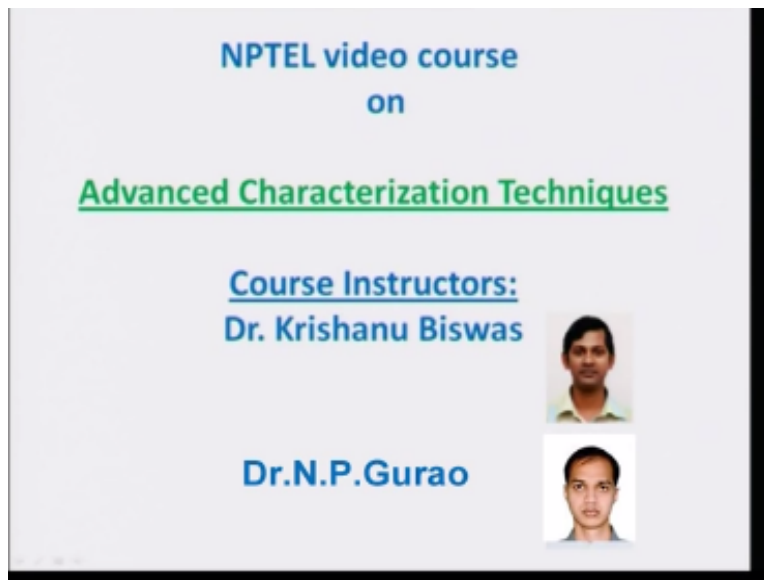 NPTEL video course
on
Advanced Characterization Techniques
Course Instructors:
Dr. Krishanu Biswas
Dr.N.P.Gurao